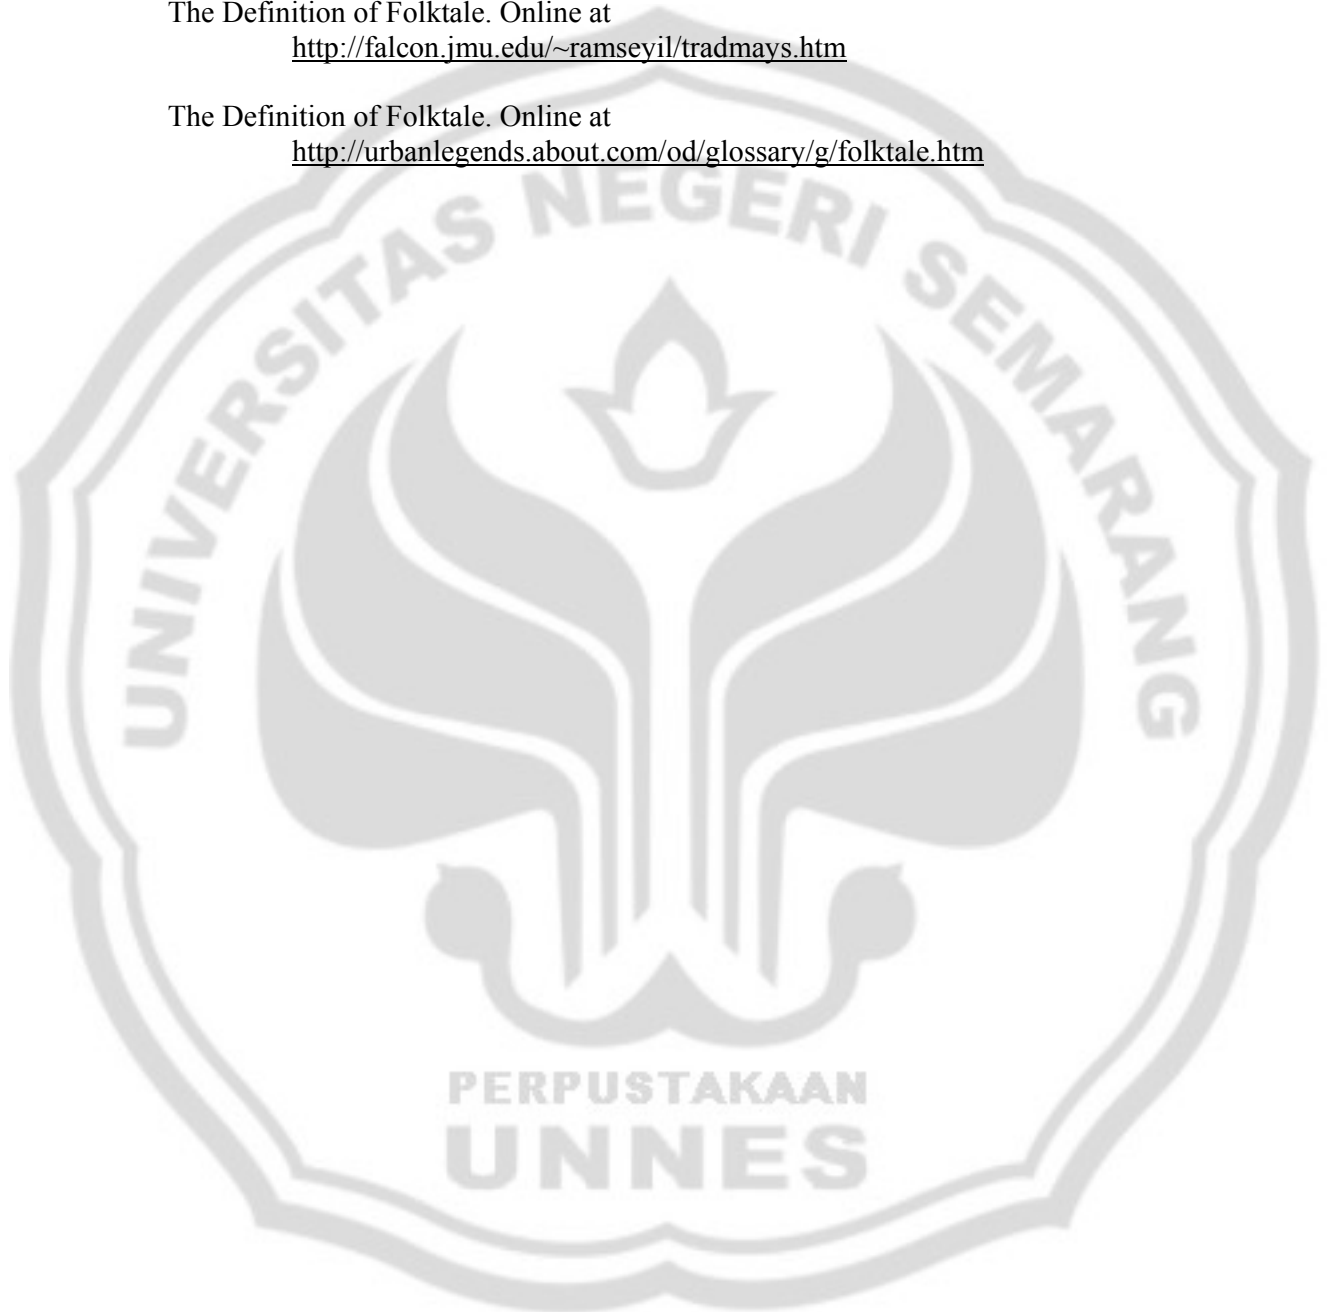 The Definition of Folktale. Online at
http://falcon.jmu.edu/~ramseyil/tradmays.htm
The Definition of Folktale. Online at
http://urbanlegends.about.com/od/glossary/g/folktale.htm
UNIVERSITAS NEGERI SEMARANG
PERPUSTAKAAN
UNNES